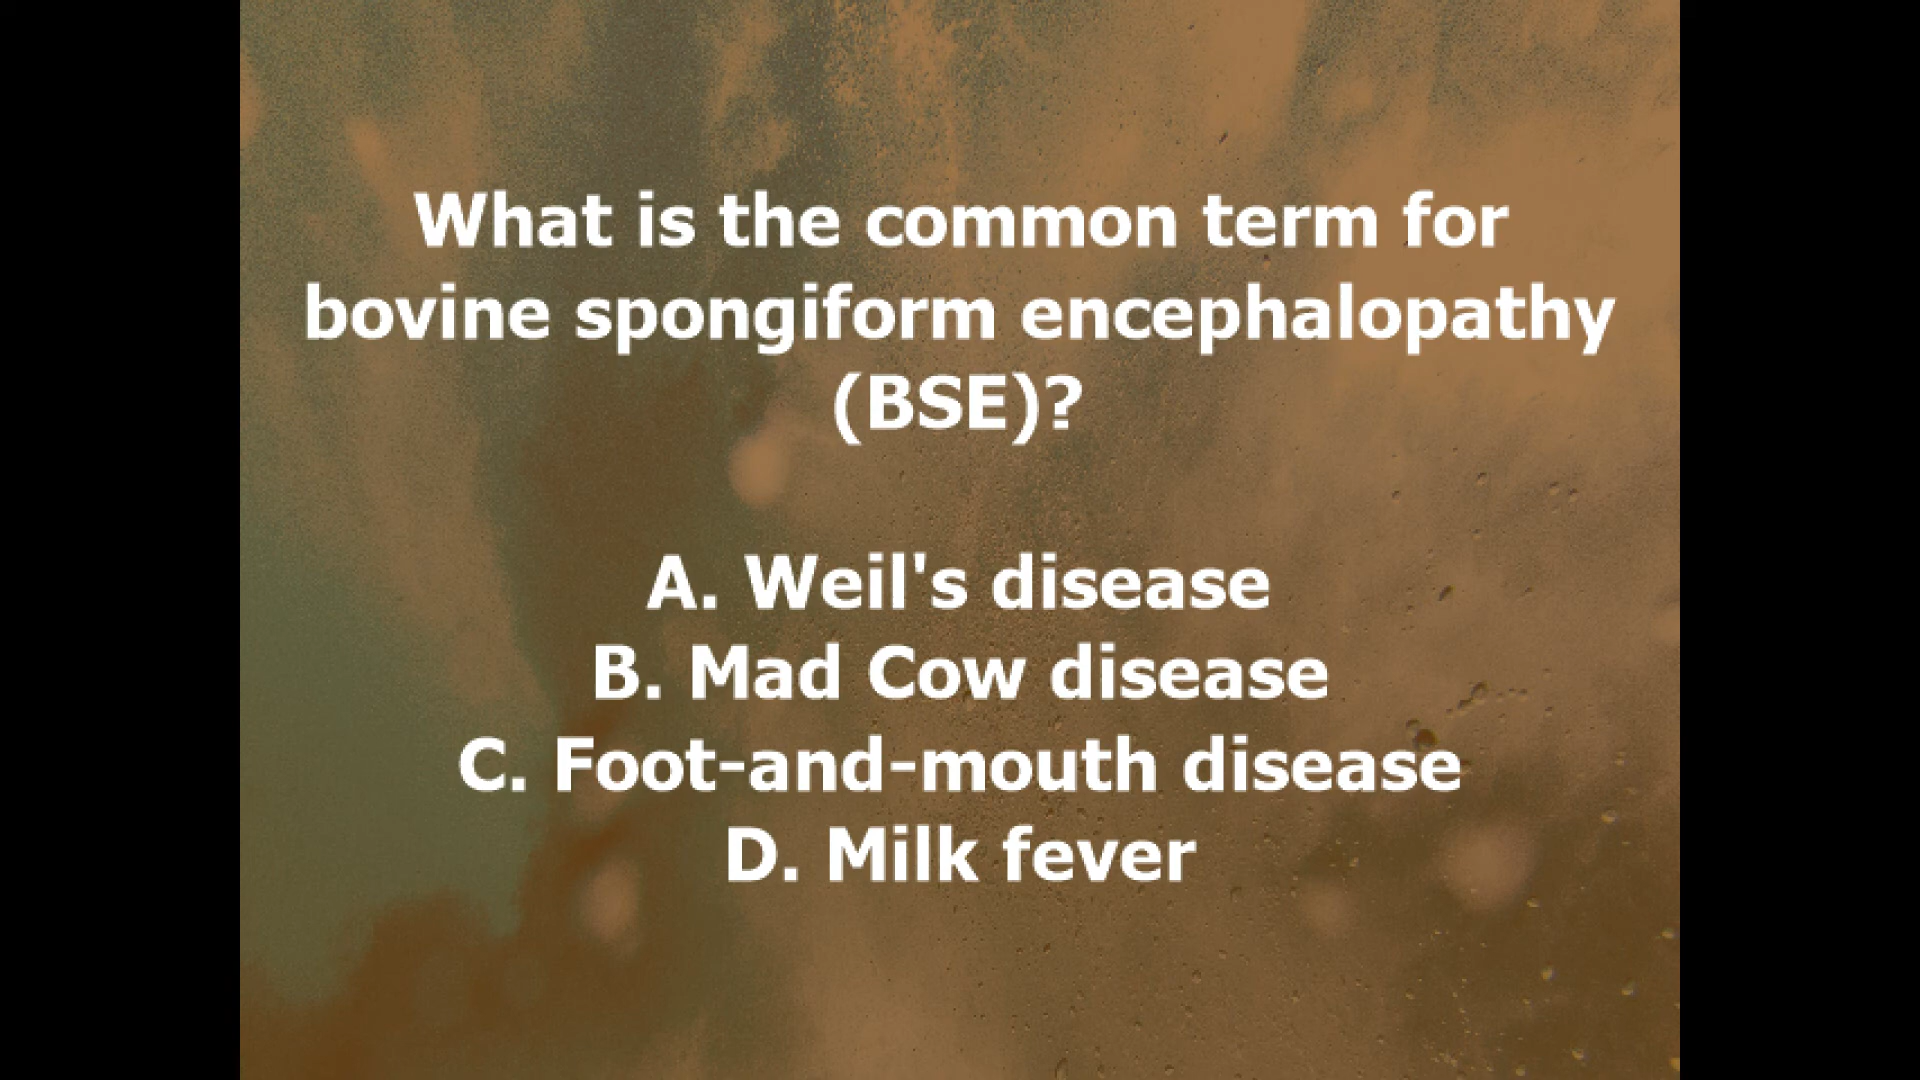 What is the common term for
bovine spongiform encephalopathy
(BSE)?
A. Weil's disease
B. Mad Cow disease
C. Foot-and-mouth disease
D. Milk fever